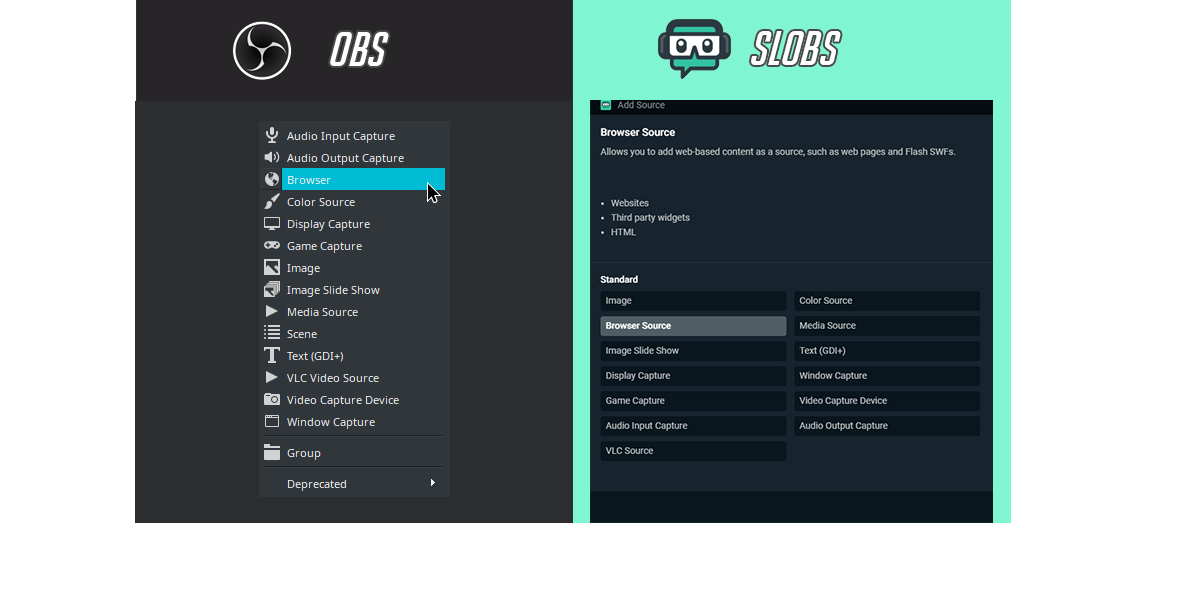 OBS
Audio Input Capture
Audio Output Capture
Browser
Color Source
Display Capture
Game Capture
Image
Image Slide Show
Media Source
Scene
Text (GDI+)
VLC Video Source
Video Capture Device
Window Capture
Group
Deprecated
SLOBS
Add Source
Browser Source
Allows you to add web-based content as a source, such as web pages and Flash SWFs.
• Websites
• Third party widgets
• HTML
Standard
Image
Color Source
Browser Source
Media Source
Image Slide Show
Text (GDI+)
Display Capture
Window Capture
Game Capture
Video Capture Device
Audio Input Capture
Audio Output Capture
VLC Source